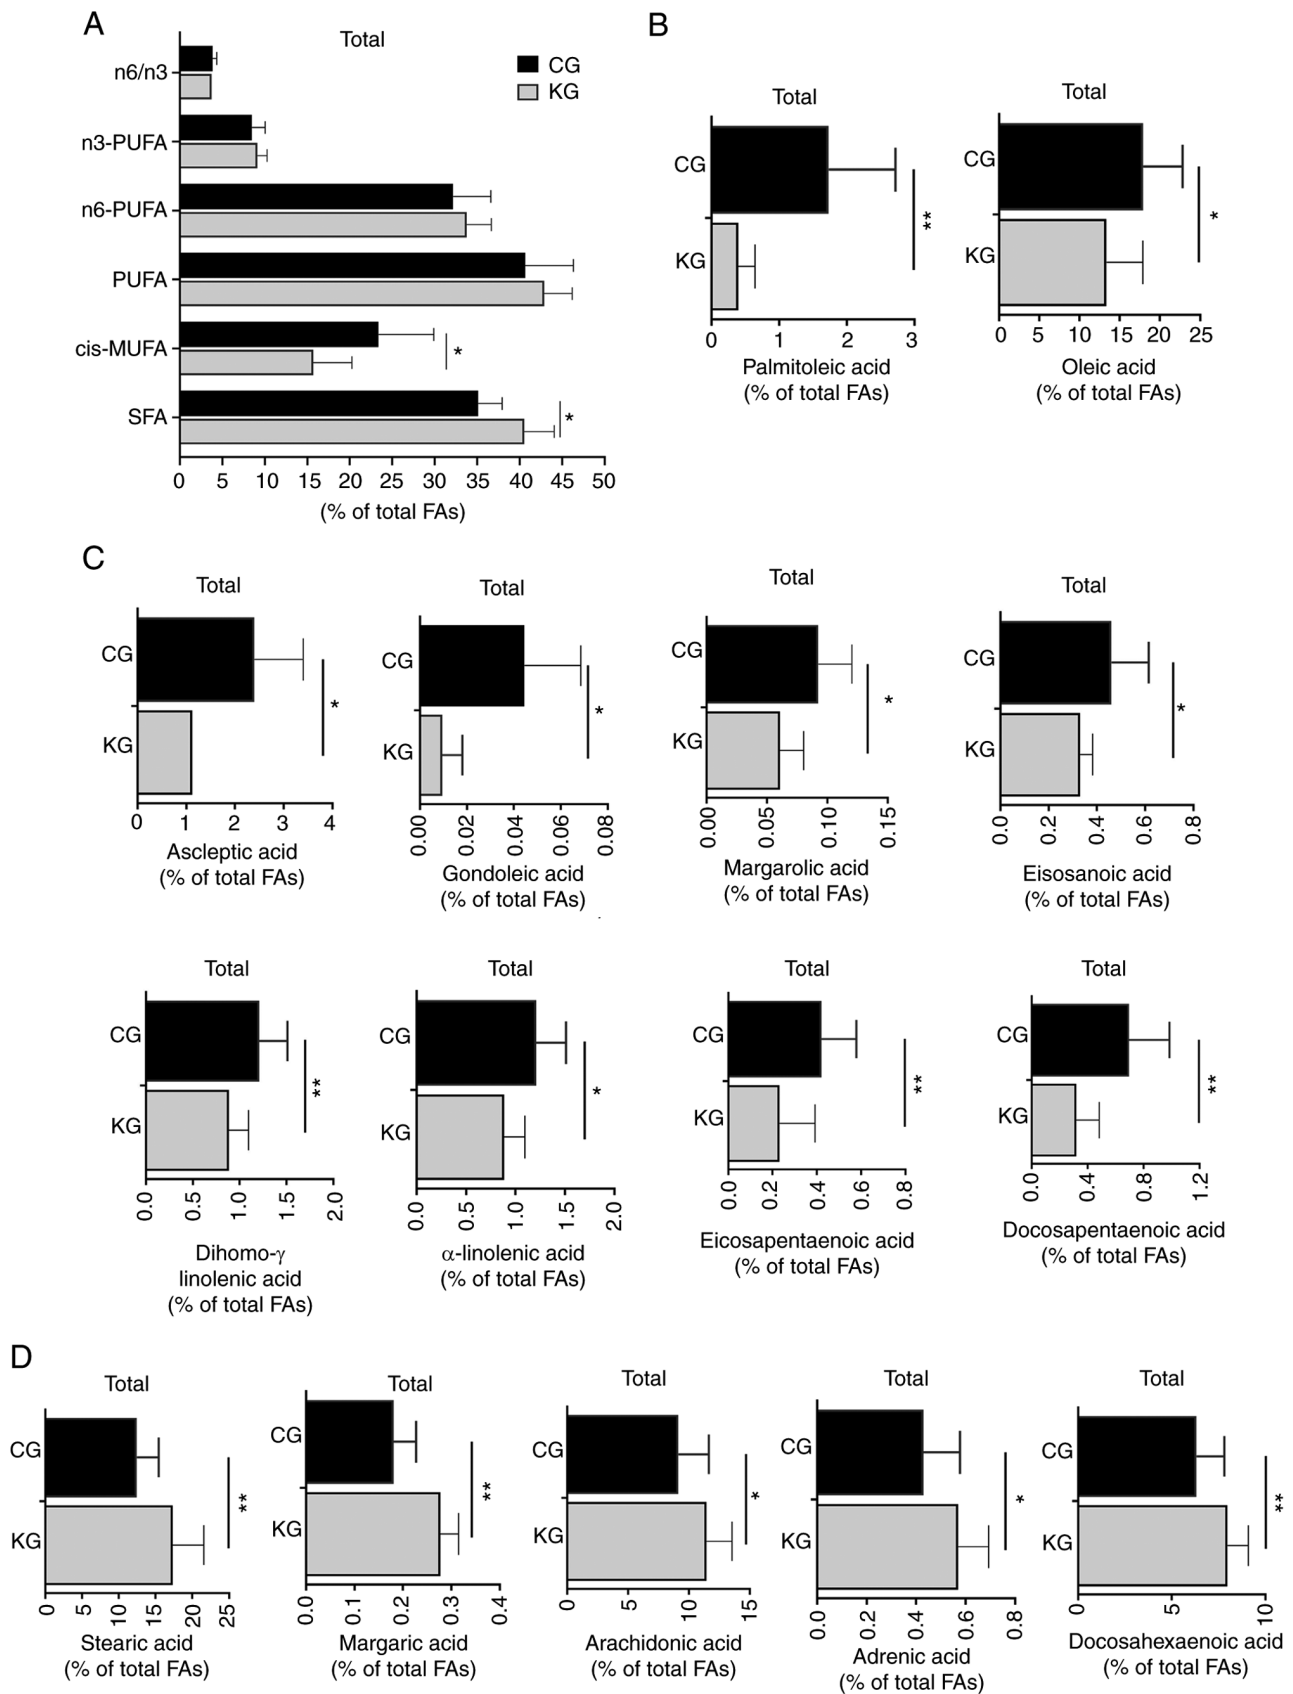 A
Total
CG
KG
n6/n3
n3-PUFA
n6-PUFA
PUFA
cis-MUFA
*
SFA
*
0 5 10 15 20 25 30 35 40 45 50
(% of total FAs)
B
Total
CG
KG
**
0 1 2 3
Palmitoleic acid
(% of total FAs)
Total
CG
KG
*
0 5 10 15 20 25
Oleic acid
(% of total FAs)
C
Total
CG
KG
*
0 1 2 3 4
Ascleptic acid
(% of total FAs)
Total
CG
KG
*
0.00 0.02 0.04 0.06 0.08
Gondoleic acid
(% of total FAs)
Total
CG
KG
*
0.00 0.05 0.10 0.15
Margarolic acid
(% of total FAs)
Total
CG
KG
*
0.0 0.2 0.4 0.6 0.8
Eisosanoic acid
(% of total FAs)
Total
CG
KG
**
0.0 0.5 1.0 1.5 2.0
Dihomo-γ
linolenic acid
(% of total FAs)
Total
CG
KG
*
0.0 0.5 1.0 1.5 2.0
α-linolenic acid
(% of total FAs)
Total
CG
KG
**
0.0 0.2 0.4 0.6 0.8
Eicosapentaenoic acid
(% of total FAs)
Total
CG
KG
**
0.0 0.4 0.8 1.2
Docosapentaenoic acid
(% of total FAs)
D
Total
CG
KG
**
0 5 10 15 20 25
Stearic acid
(% of total FAs)
Total
CG
KG
**
0.0 0.1 0.2 0.3 0.4
Margaric acid
(% of total FAs)
Total
CG
KG
*
0 5 10 15
Arachidonic acid
(% of total FAs)
Total
CG
KG
*
0.0 0.2 0.4 0.6 0.8
Adrenic acid
(% of total FAs)
Total
CG
KG
**
0 5 10
Docosahexaenoic acid
(% of total FAs)